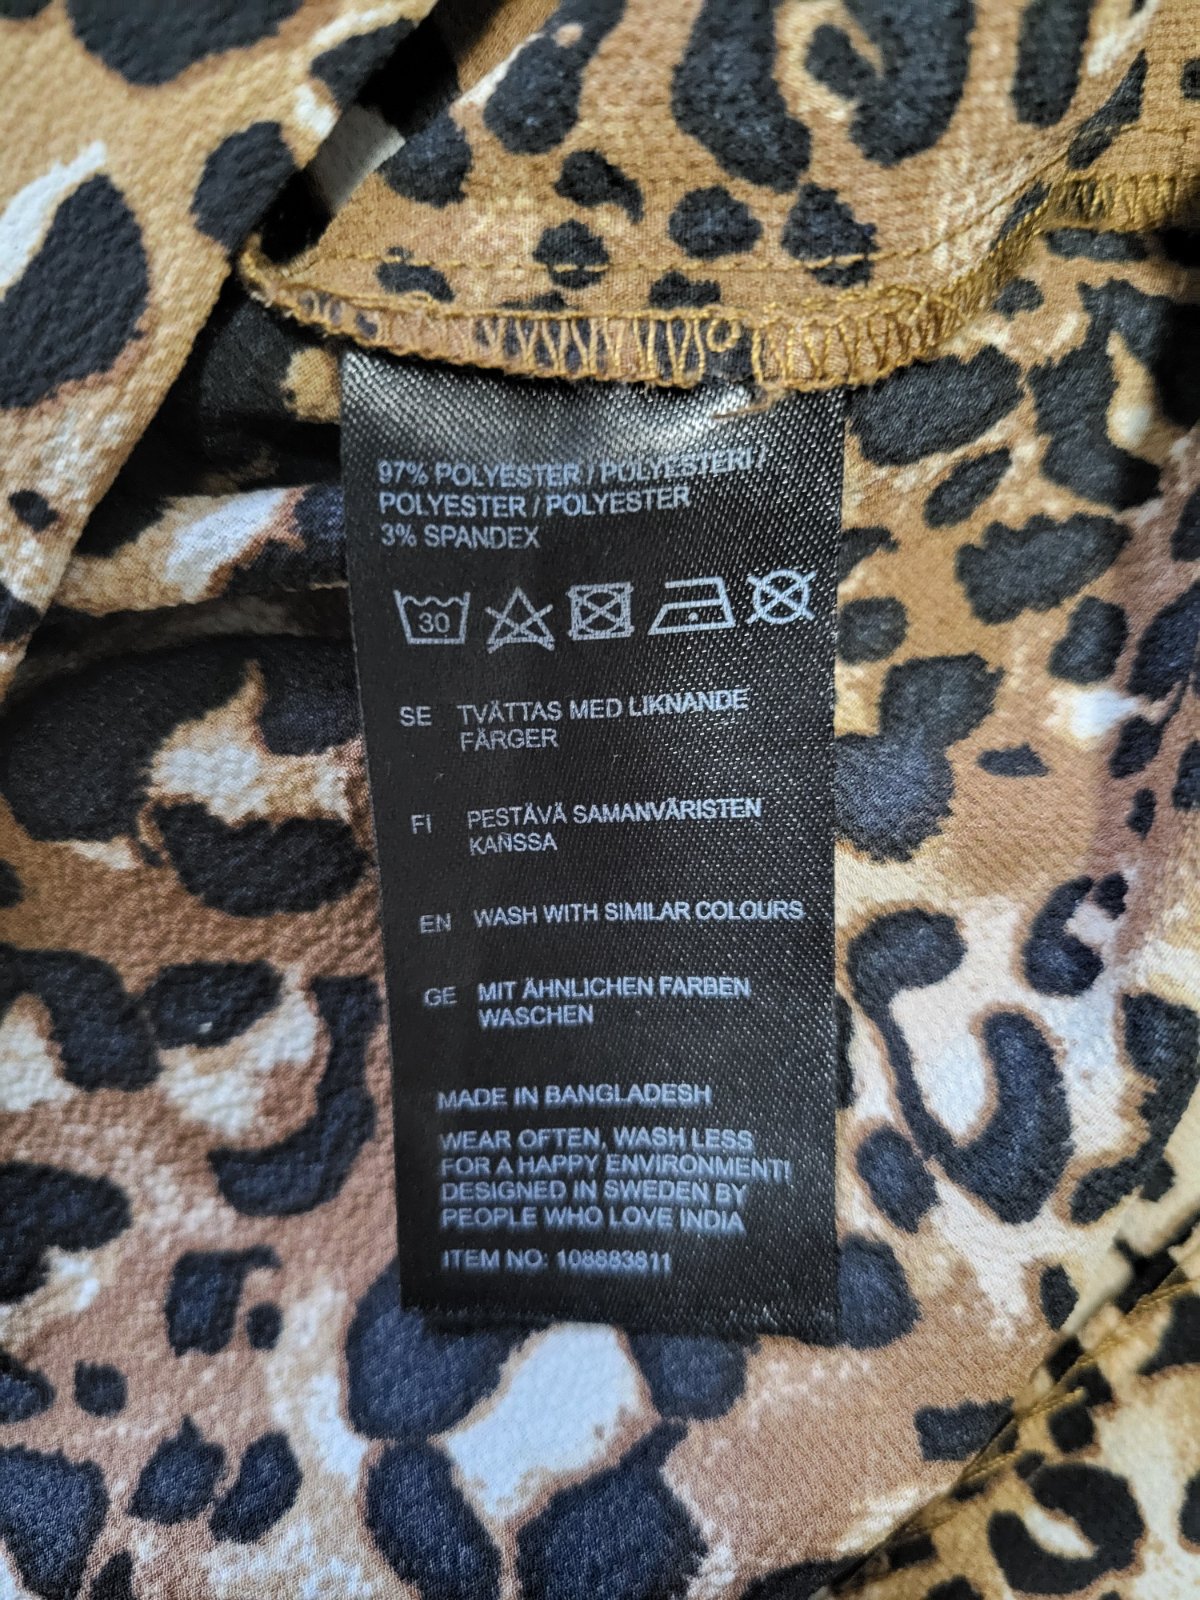 97% POLYESTER / POLYESTERI /
POLYESTER / POLYESTER
3% SPANDEX
30
SE TVÄTTAS MED LIKNANDE
FÄRGER
FI PESTÄVÄ SAMANVÄRISTEN
KANSSA
EN WASH WITH SIMILAR COLOURS
GE MIT ÄHNLICHEN FARBEN
WASCHEN
MADE IN BANGLADESH
WEAR OFTEN, WASH LESS
FOR A HAPPY ENVIRONMENT!
DESIGNED IN SWEDEN BY
PEOPLE WHO LOVE INDIA
ITEM NO: 108883811